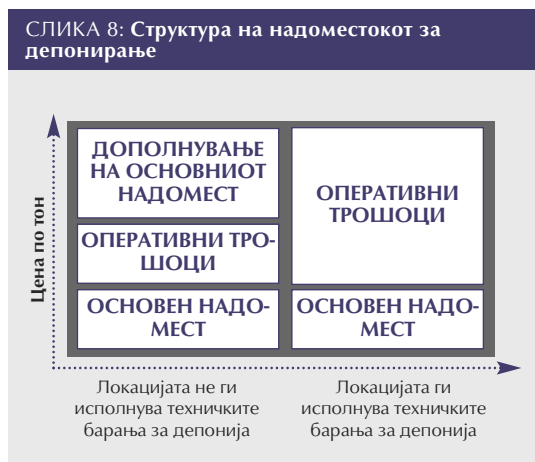 СЛИКА 8: Структура на надоместокот за
депонирање
Цена по тон
ДОПОЛНУВАЊЕ
НА ОСНОВНИОТ
НАДОМЕСТ
ОПЕРАТИВНИ ТРО-
ШОЦИ
ОСНОВЕН НАДО-
МЕСТ
ОПЕРАТИВНИ
ТРОШОЦИ
ОСНОВЕН НАДО-
МЕСТ
Локацијата не ги
исполнува техничките
барања за депонија
Локацијата ги
исполнува техничките
барања за депонија